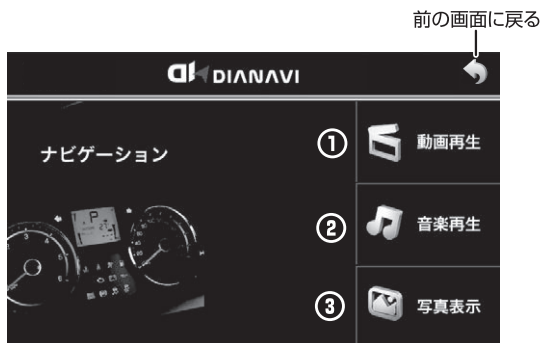 前の画面に戻る
DIANAVI
ナビゲーション
① 動画再生
② 音楽再生
③ 写真表示
P